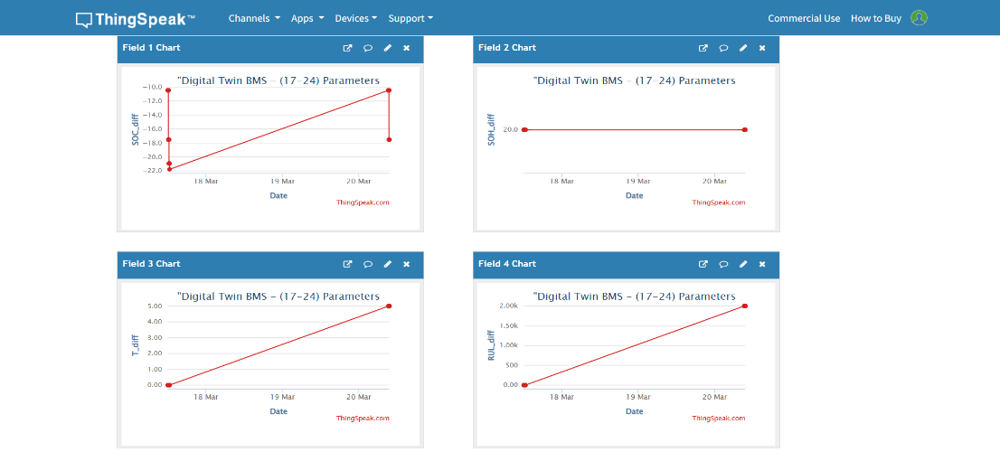 ThingSpeak™ Channels Apps Devices Support Commercial Use How to Buy
Field 1 Chart
"Digital Twin BMS - (17-24) Parameters
SOC_diff
-10.0
-12.0
-14.0
-16.0
-18.0
-20.0
-22.0
18 Mar 19 Mar 20 Mar
Date
ThingSpeak.com
Field 2 Chart
"Digital Twin BMS - (17-24) Parameters
SOH_diff
20.0
18 Mar 19 Mar 20 Mar
Date
ThingSpeak.com
Field 3 Chart
"Digital Twin BMS - (17-24) Parameters
T_diff
5.00
4.00
3.00
2.00
1.00
0.00
18 Mar 19 Mar 20 Mar
Date
ThingSpeak.com
Field 4 Chart
"Digital Twin BMS - (17-24) Parameters
RUL_diff
2.00k
1.50k
1.00k
500
0.00
18 Mar 19 Mar 20 Mar
Date
ThingSpeak.com